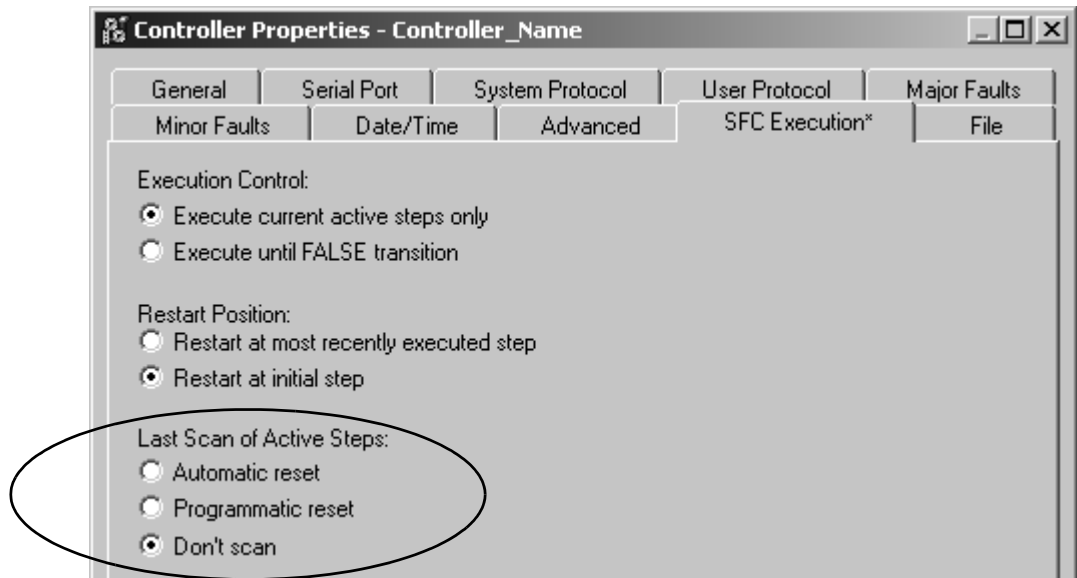 Controller Properties - Controller_Name
General Serial Port System Protocol User Protocol Major Faults
Minor Faults Date/Time Advanced SFC Execution* File
Execution Control:
Execute current active steps only
Execute until FALSE transition
Restart Position:
Restart at most recently executed step
Restart at initial step
Last Scan of Active Steps:
Automatic reset
Programmatic reset
Don't scan